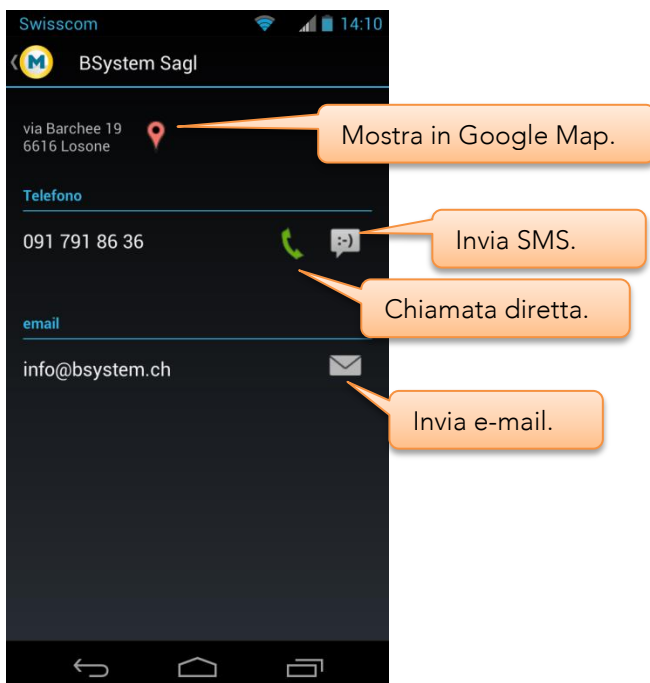 Swisscom 14:10
M BSystem Sagl
via Barchee 19
6616 Losone
Mostra in Google Map.
Telefono
091 791 86 36
:-)
Invia SMS.
Chiamata diretta.
email
info@bsystem.ch
Invia e-mail.